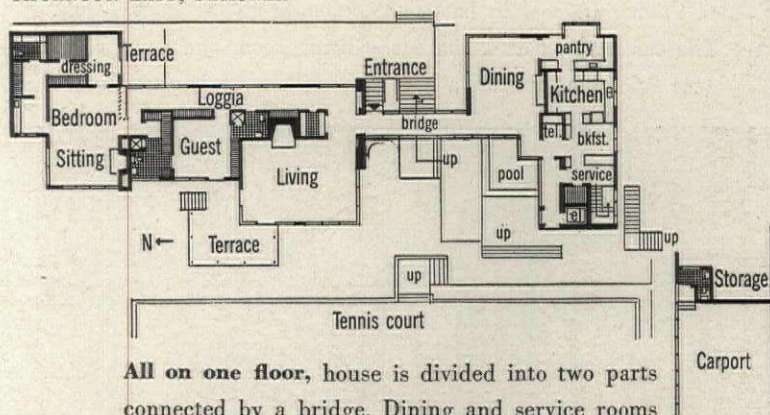 Terrace
dressing
Bedroom
Sitting
Loggia
Guest
Living
Entrance
bridge
up
Dining
pantry
Kitchen
tel.
bkfst.
service
el
pool
up
up
N←
Terrace
up
Tennis court
Storage
Carport
All on one floor, house is divided into two parts
connected by a bridge. Dining and service rooms